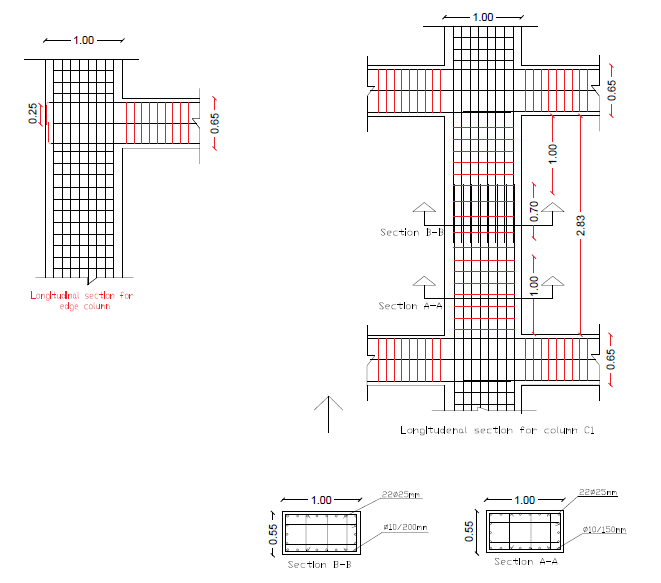 1.00
0.25
0.65
Longitudinal section for
edge column
1.00
0.65
1.00
0.70
2.83
Section B-B
1.00
Section A-A
0.65
Longitudenal section for column C1
1.00
22Ø25mm
0.55
Ø10/200mm
Section B-B
1.00
22Ø25mm
0.55
Ø10/150mm
Section A-A